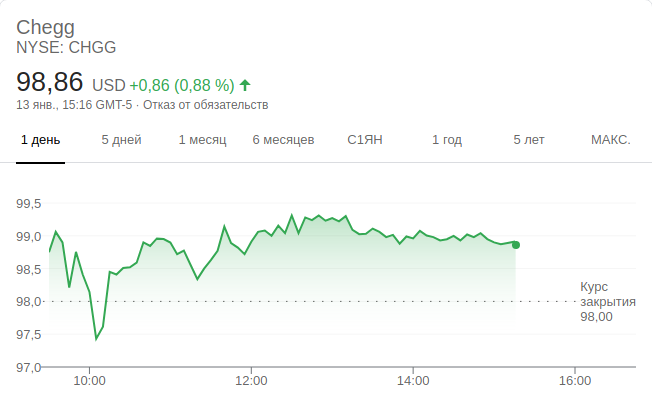 Chegg
NYSE: CHGG
98,86 USD +0,86 (0,88 %)
13 янв., 15:16 GMT-5 · Отказ от обязательств
1 день 5 дней 1 месяц 6 месяцев С1ЯН 1 год 5 лет МАКС.
99,5
99,0
98,5
98,0
97,5
97,0
Курс
закрытия
98,00
10:00 12:00 14:00 16:00